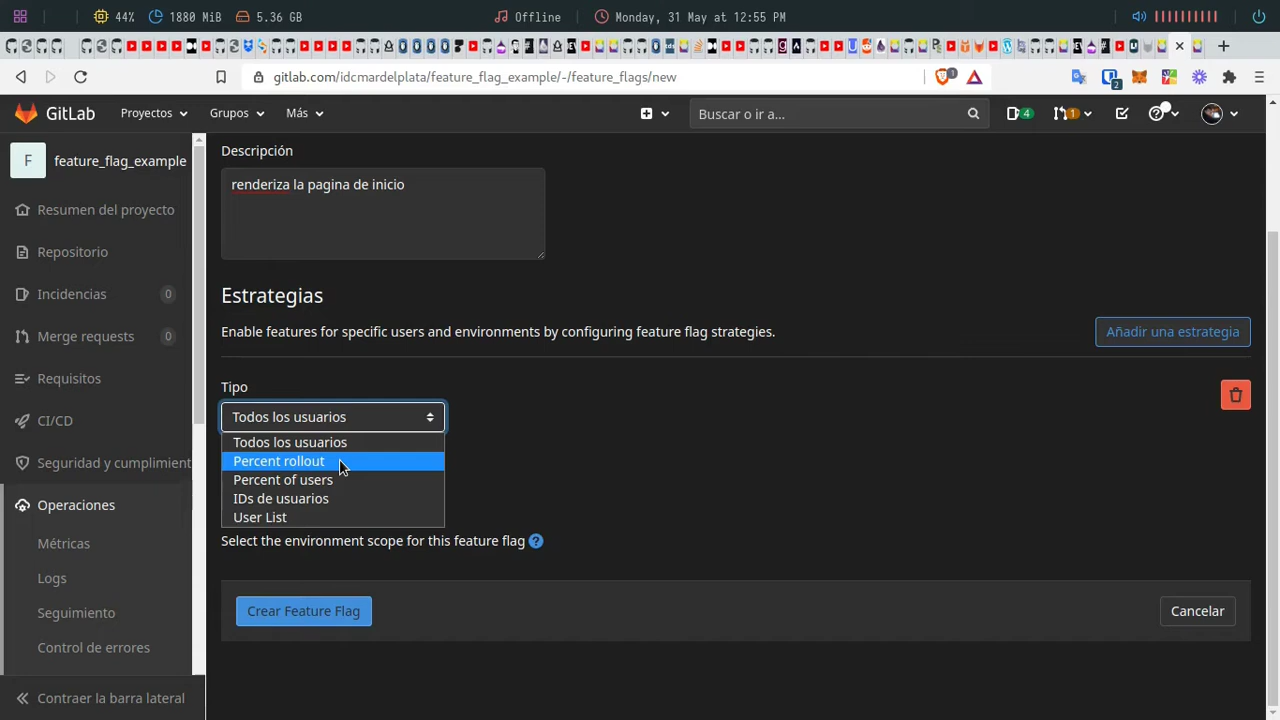 44% 1880 MiB 5.36 GB Offline Monday, 31 May at 12:55 PM
gitlab.com/idcmardelplata/feature_flag_example/-/feature_flags/new 1 2
GitLab Proyectos Grupos Más Buscar o ir a... 4 1
F feature_flag_example
Resumen del proyecto
Repositorio
Incidencias 0
Merge requests 0
Requisitos
CI/CD
Seguridad y cumplimient
Operaciones
Métricas
Logs
Seguimiento
Control de errores
Contraer la barra lateral
Descripción
renderiza la pagina de inicio
Estrategias
Enable features for specific users and environments by configuring feature flag strategies.
Añadir una estrategia
Tipo
Todos los usuarios
Todos los usuarios
Percent rollout
Percent of users
IDs de usuarios
User List
Select the environment scope for this feature flag ?
Crear Feature Flag Cancelar